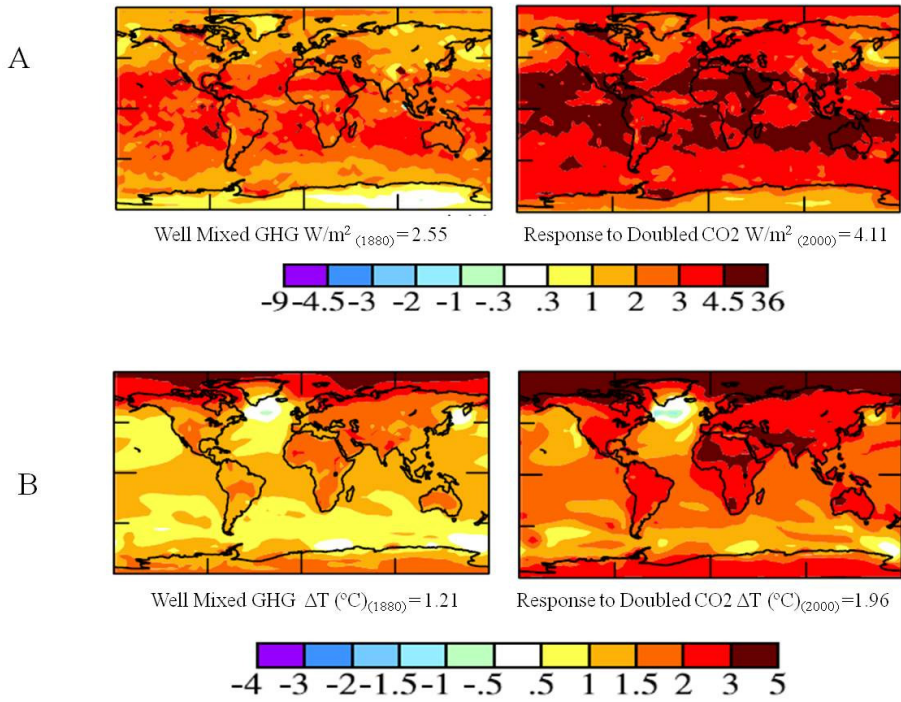 A
Well Mixed GHG W/m² (1880) = 2.55
Response to Doubled CO2 W/m² (2000) = 4.11
-9 -4.5 -3 -2 -1 -.3 .3 1 2 3 4.5 36
B
Well Mixed GHG ΔT (°C)(1880) = 1.21
Response to Doubled CO2 ΔT (°C)(2000) =1.96
-4 -3 -2 -1.5 -1 -.5 .5 1 1.5 2 3 5